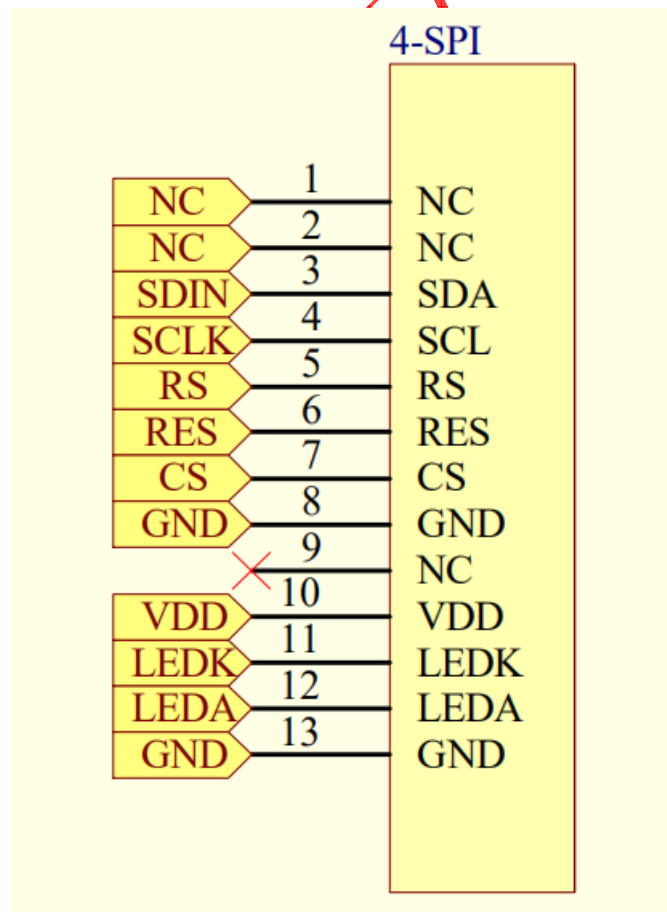 4-SPI
NC 1 NC
NC 2 NC
SDIN 3 SDA
SCLK 4 SCL
RS 5 RS
RES 6 RES
CS 7 CS
GND 8 GND
9 NC
VDD 10 VDD
LEDK 11 LEDK
LEDA 12 LEDA
GND 13 GND